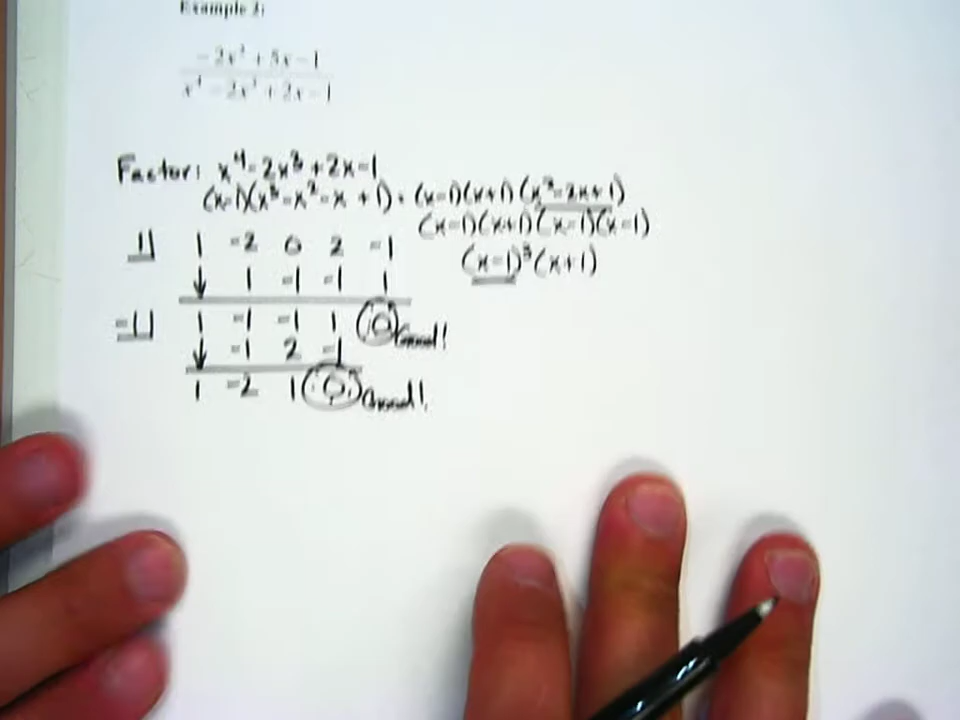 Example 2:
-2x² + 5x - 1
x⁴ - 2x³ + 2x - 1
Factor: x⁴-2x³+2x-1
(x-1)(x³-x²-x+1) = (x-1)(x+1)(x²-2x+1)
(x-1)(x+1)(x-1)(x-1)
(x-1)³(x+1)
1 1 -2 0 2 -1
↓ 1 -1 -1 1
-1 1 -1 -1 1 0 Good!
↓ -1 2 -1
1 -2 1 0 Good!